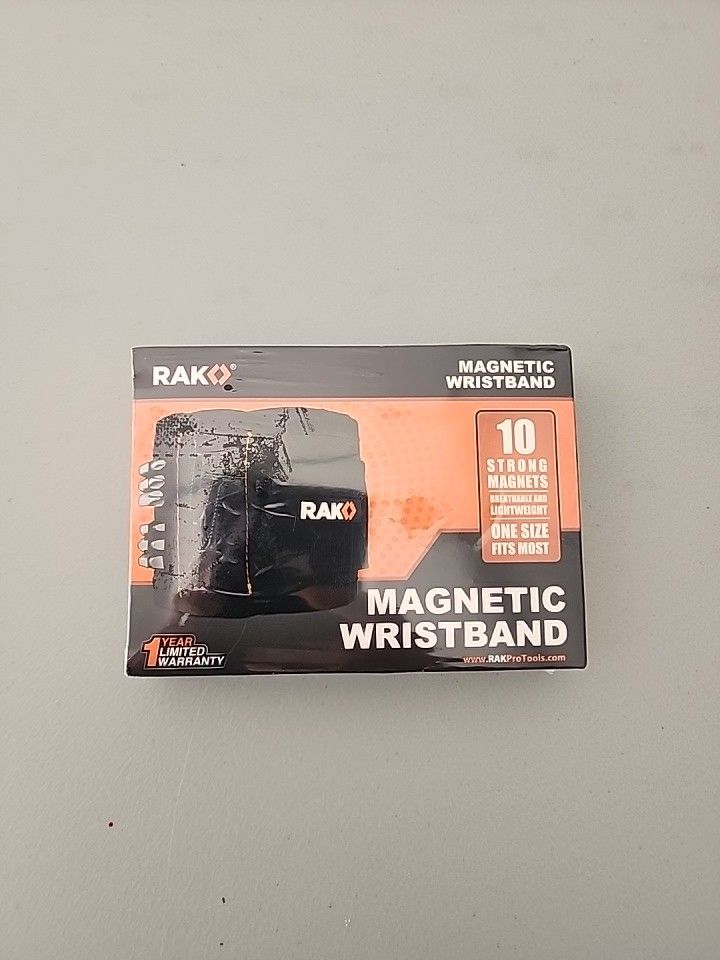 RAK®
MAGNETIC
WRISTBAND
10
STRONG
MAGNETS
BREATHABLE AND
LIGHTWEIGHT
ONE SIZE
FITS MOST
RAK
MAGNETIC
WRISTBAND
1 YEAR
LIMITED
WARRANTY
www.RAKProTools.com